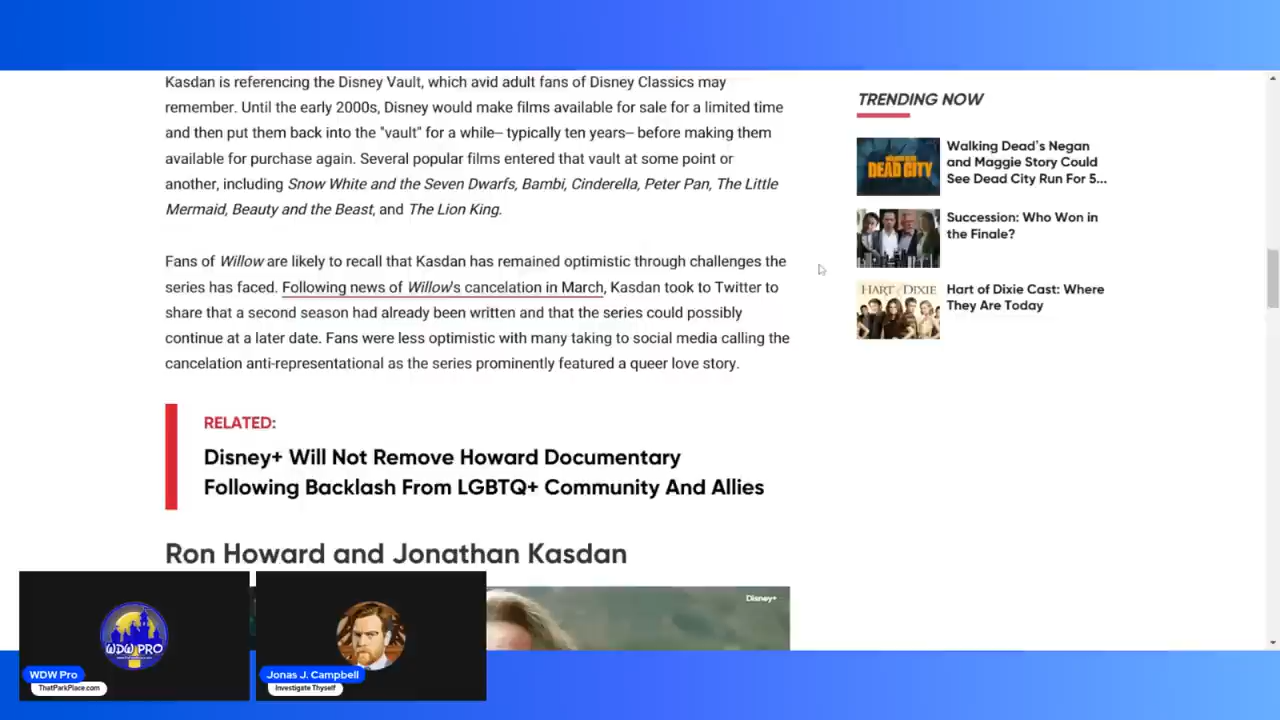 Kasdan is referencing the Disney Vault, which avid adult fans of Disney Classics may
remember. Until the early 2000s, Disney would make films available for sale for a limited time
and then put them back into the "vault" for a while– typically ten years– before making them
available for purchase again. Several popular films entered that vault at some point or
another, including Snow White and the Seven Dwarfs, Bambi, Cinderella, Peter Pan, The Little
Mermaid, Beauty and the Beast, and The Lion King.
Fans of Willow are likely to recall that Kasdan has remained optimistic through challenges the
series has faced. Following news of Willow's cancelation in March, Kasdan took to Twitter to
share that a second season had already been written and that the series could possibly
continue at a later date. Fans were less optimistic with many taking to social media calling the
cancelation anti-representational as the series prominently featured a queer love story.
RELATED:
Disney+ Will Not Remove Howard Documentary
Following Backlash From LGBTQ+ Community And Allies
Ron Howard and Jonathan Kasdan
Disney+
TRENDING NOW
DEAD CITY
Walking Dead's Negan
and Maggie Story Could
See Dead City Run For 5...
Succession: Who Won in
the Finale?
HART of DIXIE
Hart of Dixie Cast: Where
They Are Today
WDW PRO
WDW Pro
ThatParkPlace.com
Jonas J. Campbell
Investigate Thyself